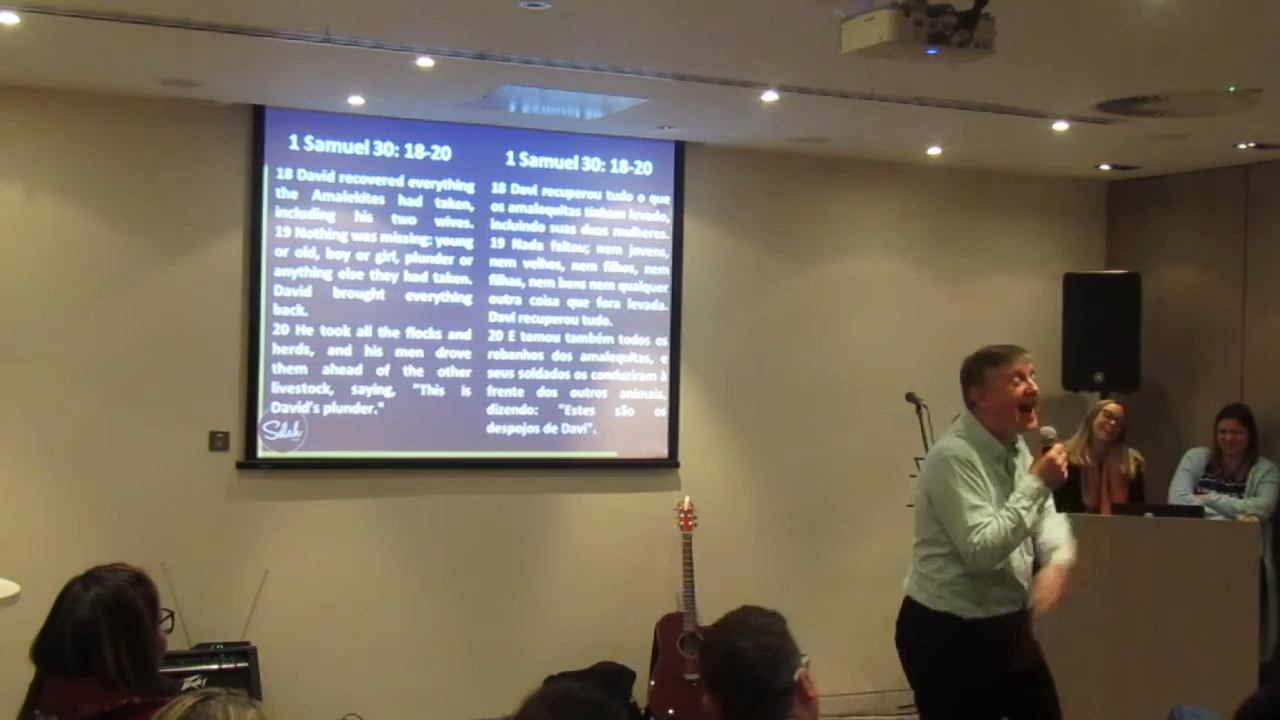 1 Samuel 30: 18-20
18 David recovered everything
the Amalekites had taken,
including his two wives.
19 Nothing was missing: young
or old, boy or girl, plunder or
anything else they had taken.
David brought everything
back.
20 He took all the flocks and
herds, and his men drove
them ahead of the other
livestock, saying, "This is
David's plunder."
1 Samuel 30: 18-20
18 Davi recuperou tudo o que
os amalequitas tinham levado,
incluindo suas duas mulheres.
19 Nada faltou; nem jovens,
nem velhos, nem filhos, nem
filhas, nem bens nem qualquer
outra coisa que fora levada.
Davi recuperou tudo.
20 E tomou também todos os
rebanhos dos amalequitas, e
seus soldados os conduziram à
frente dos outros animais,
dizendo: "Estes são os
despojos de Davi".
Selah
PEAVEY